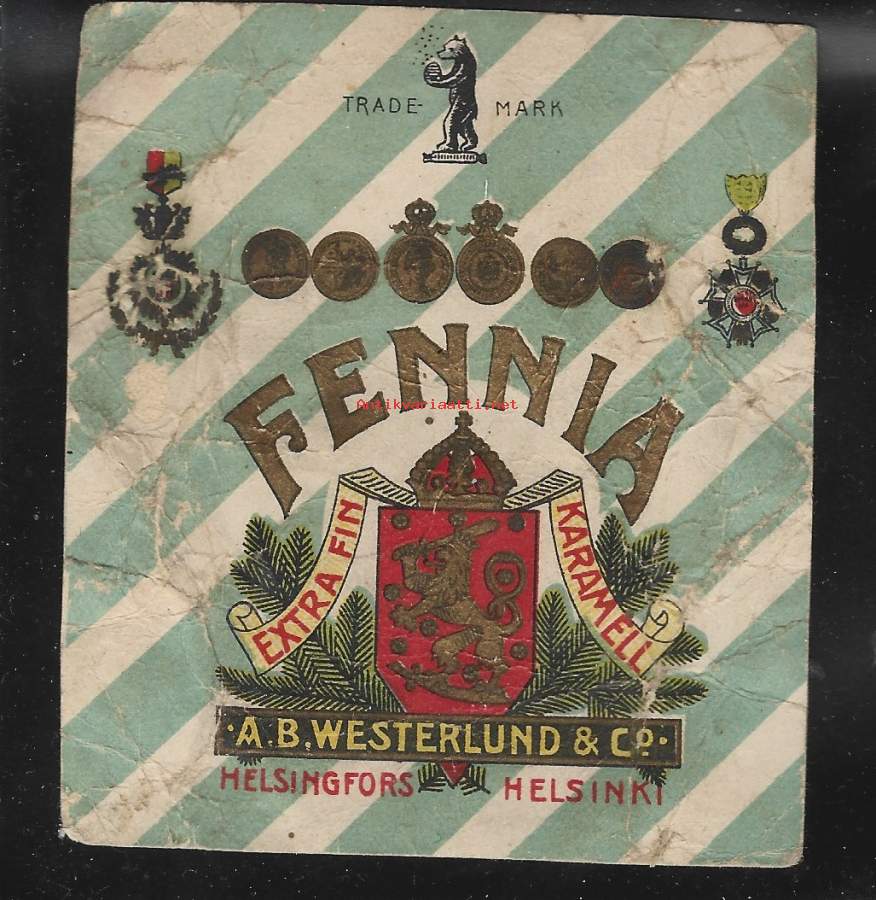 TRADE- MARK
FENNIA
Antikvariaatti.net
EXTRA FIN KARAMELL
·A.B. WESTERLUND & Co·
HELSINGFORS HELSINKI